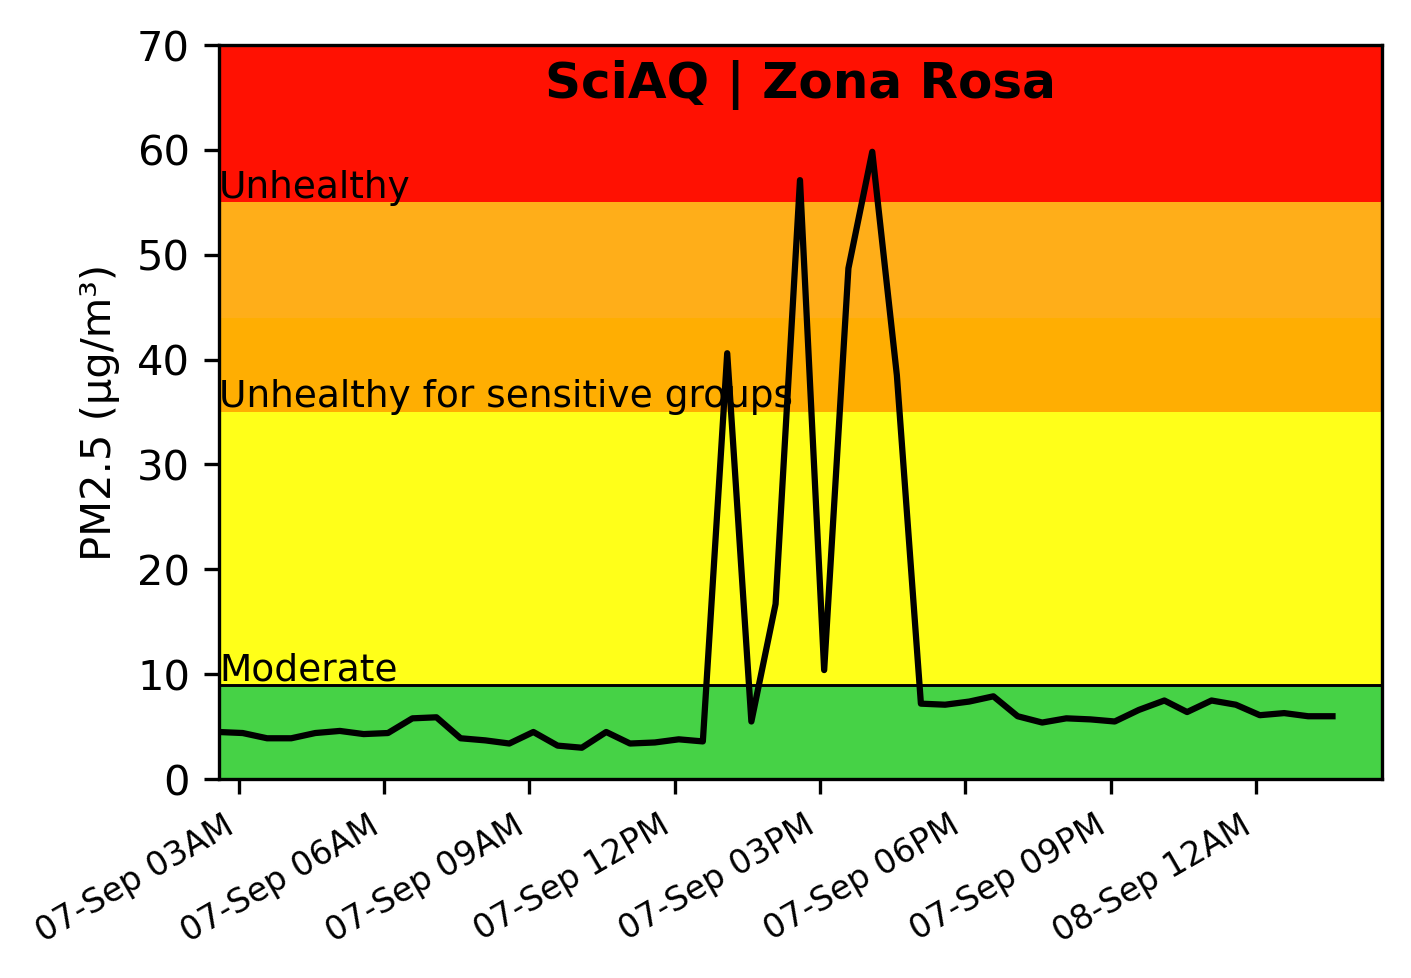 SciAQ | Zona Rosa
PM2.5 (µg/m³)
70
60
50
40
30
20
10
0
Unhealthy
Unhealthy for sensitive groups
Moderate
07-Sep 03AM
07-Sep 06AM
07-Sep 09AM
07-Sep 12PM
07-Sep 03PM
07-Sep 06PM
07-Sep 09PM
08-Sep 12AM